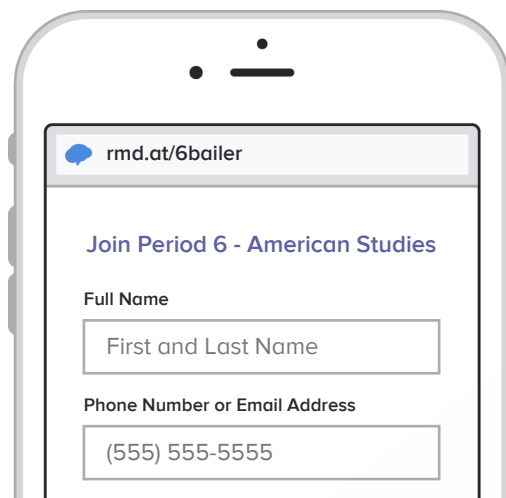 rmd.at/6bailer
Join Period 6 - American Studies
Full Name
First and Last Name
Phone Number or Email Address
(555) 555-5555